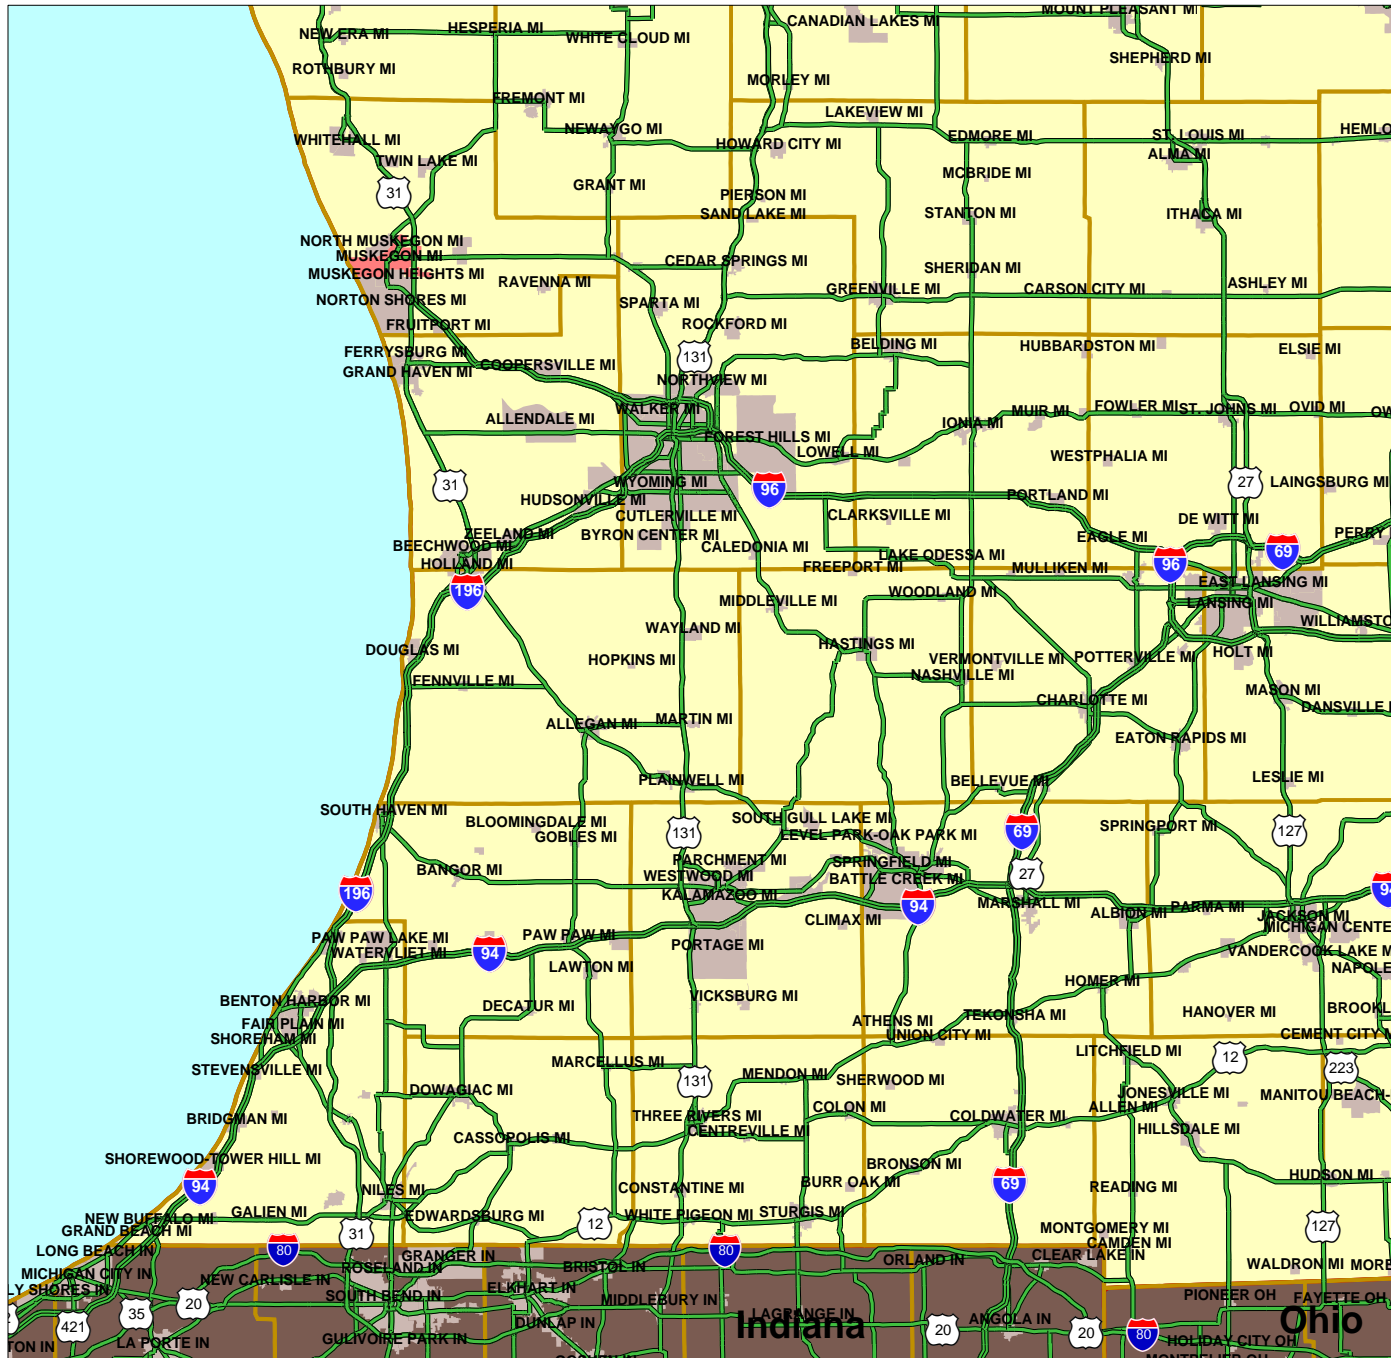 MOUNT PLEASANT MI
CANADIAN LAKES MI
HESPERIA MI
NEW ERA MI
WHITE CLOUD MI
SHEPHERD MI
ROTHBURY MI
MORLEY MI
FREMONT MI
LAKEVIEW MI
NEWAYGO MI
EDMORE MI
ST. LOUIS MI
HEMLO
WHITEHALL MI
HOWARD CITY MI
ALMA MI
TWIN LAKE MI
MCBRIDE MI
GRANT MI
31
PIERSON MI
SAND LAKE MI
STANTON MI
ITHACA MI
NORTH MUSKEGON MI
MUSKEGON MI
CEDAR SPRINGS MI
SHERIDAN MI
MUSKEGON HEIGHTS MI
RAVENNA MI
GREENVILLE MI
CARSON CITY MI
ASHLEY MI
NORTON SHORES MI
SPARTA MI
FRUITPORT MI
ROCKFORD MI
BELDING MI
HUBBARDSTON MI
ELSIE MI
FERRYSBURG MI
131
COOPERSVILLE MI
GRAND HAVEN MI
NORTHVIEW MI
WALKER MI
ALLENDALE MI
MUIR MI
FOWLER MI
ST. JOHNS MI
OVID MI
OW
IONIA MI
FOREST HILLS MI
LOWELL MI
WESTPHALIA MI
31
WYOMING MI
96
27
LAINGSBURG MI
HUDSONVILLE MI
PORTLAND MI
CUTLERVILLE MI
CLARKSVILLE MI
DE WITT MI
ZEELAND MI
BYRON CENTER MI
EAGLE MI
PERRY
BEECHWOOD MI
CALEDONIA MI
LAKE ODESSA MI
69
HOLLAND MI
FREEPORT MI
MULLIKEN MI
96
EAST LANSING MI
196
WOODLAND MI
MIDDLEVILLE MI
LANSING MI
WAYLAND MI
WILLIAMSTO
DOUGLAS MI
HASTINGS MI
HOLT MI
HOPKINS MI
VERMONTVILLE MI
POTTERVILLE MI
FENNVILLE MI
NASHVILLE MI
MASON MI
CHARLOTTE MI
DANSVILLE
ALLEGAN MI
MARTIN MI
EATON RAPIDS MI
PLAINWELL MI
BELLEVUE MI
LESLIE MI
SOUTH HAVEN MI
BLOOMINGDALE MI
SOUTH GULL LAKE MI
GOBLES MI
131
LEVEL PARK-OAK PARK MI
69
SPRINGPORT MI
127
PARCHMENT MI
SPRINGFIELD MI
BANGOR MI
WESTWOOD MI
BATTLE CREEK MI
27
196
KALAMAZOO MI
94
MARSHALL MI
PARMA MI
94
CLIMAX MI
ALBION MI
JACKSON MI
MICHIGAN CENTE
PAW PAW LAKE MI
PAW PAW MI
WATERVLIET MI
94
PORTAGE MI
VANDERCOOK LAKE M
LAWTON MI
NAPOLE
HOMER MI
BENTON HARBOR MI
DECATUR MI
VICKSBURG MI
HANOVER MI
BROOKL
FAIR PLAIN MI
ATHENS MI
TEKONSHA MI
SHOREHAM MI
UNION CITY MI
CEMENT CITY M
STEVENSVILLE MI
MARCELLUS MI
LITCHFIELD MI
12
223
131
MENDON MI
SHERWOOD MI
DOWAGIAC MI
JONESVILLE MI
MANITOU BEACH-
BRIDGMAN MI
THREE RIVERS MI
COLON MI
COLDWATER MI
ALLEN MI
CENTREVILLE MI
HILLSDALE MI
CASSOPOLIS MI
SHOREWOOD-TOWER HILL MI
BRONSON MI
HUDSON MI
94
NILES MI
CONSTANTINE MI
BURR OAK MI
69
READING MI
NEW BUFFALO MI
GALIEN MI
EDWARDSBURG MI
12
WHITE PIGEON MI
STURGIS MI
127
GRAND BEACH MI
31
MONTGOMERY MI
CAMDEN MI
LONG BEACH IN
80
GRANGER IN
80
ORLAND IN
CLEAR LAKE IN
WALDRON MI
MORE
MICHIGAN CITY IN
ROSELAND IN
BRISTOL IN
NEW CARLISLE IN
LY SHORES IN
SOUTH BEND IN
ELKHART IN
MIDDLEBURY IN
PIONEER OH
FAYETTE OH
35
20
421
LAGRANGE IN
ANGOLA IN
Ohio
DUNLAP IN
Indiana
20
20
80
TON IN
LA PORTE IN
GULIVOIRE PARK IN
HOLIDAY CITY OH
GOSHEN IN
MONTPELIER OH